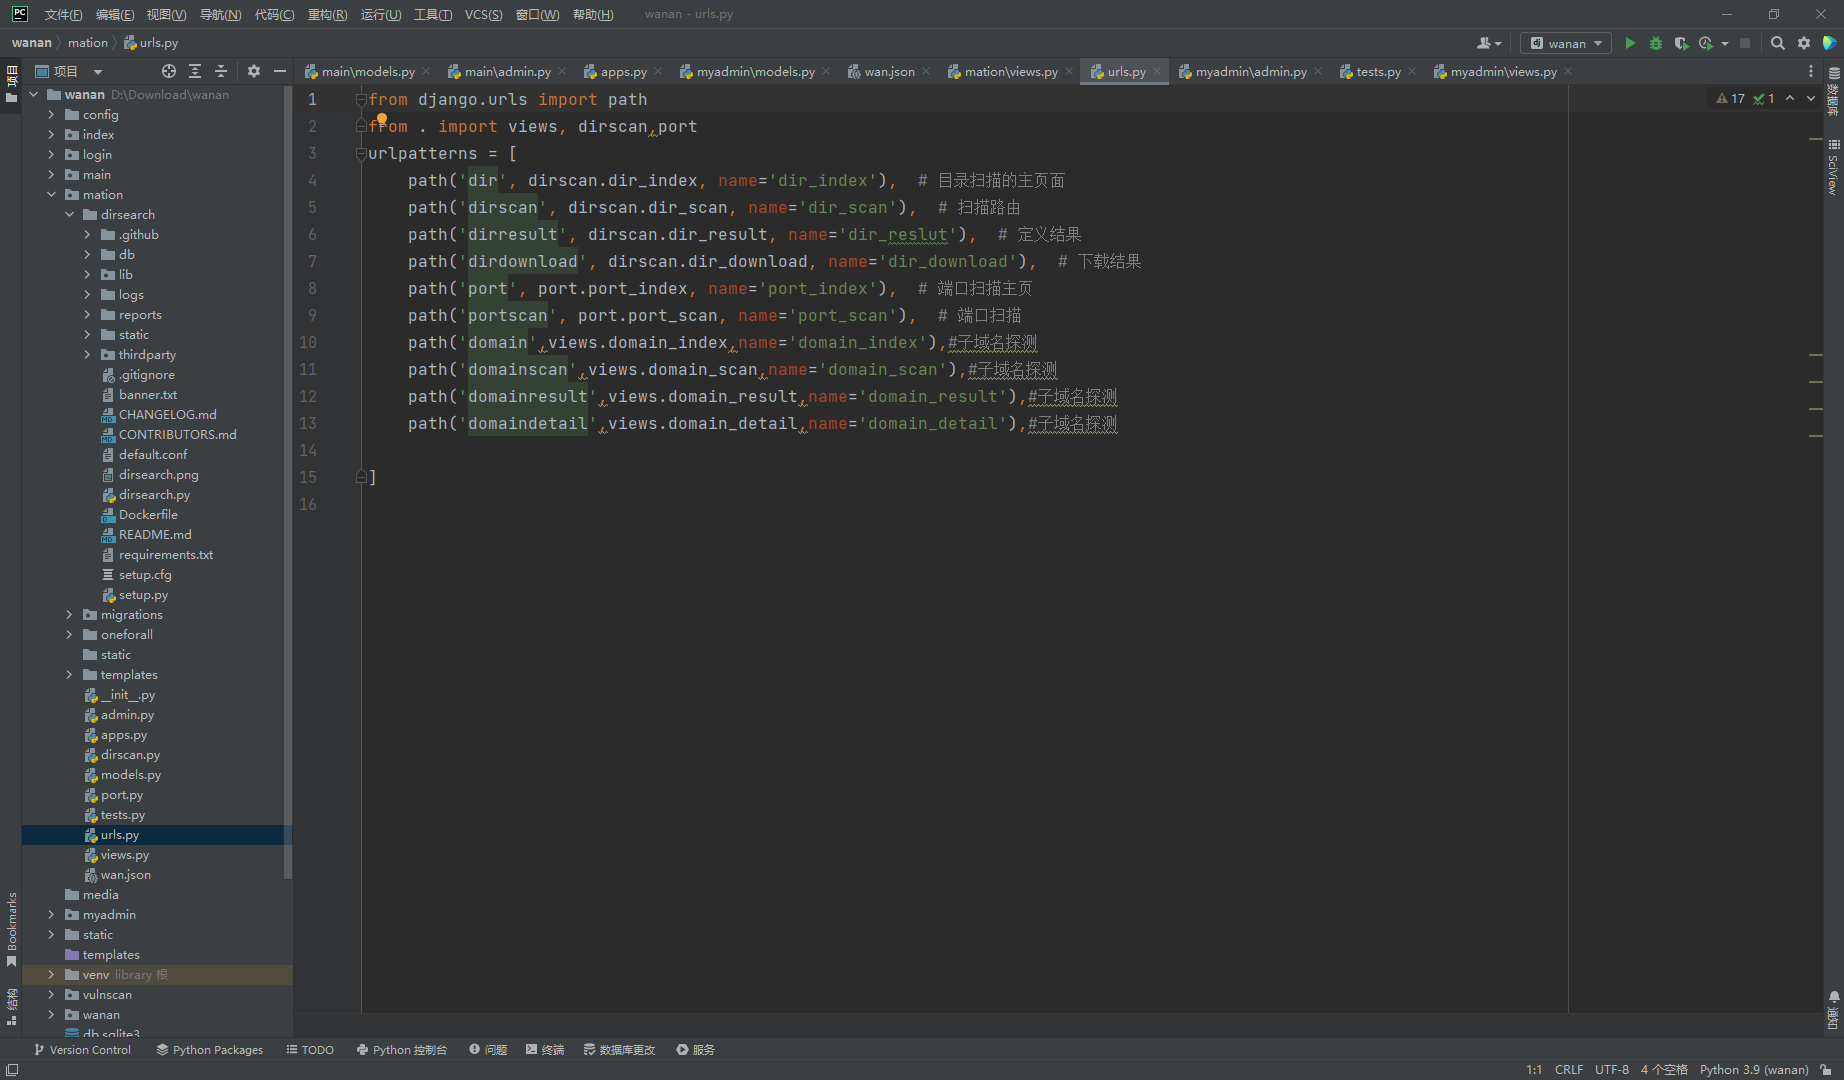 PC 文件(F) 编辑(E) 视图(V) 导航(N) 代码(C) 重构(R) 运行(U) 工具(T) VCS(S) 窗口(W) 帮助(H) wanan - urls.py
wanan mation urls.py wanan
项目 main\models.py main\admin.py apps.py myadmin\models.py wan.json mation\views.py urls.py myadmin\admin.py tests.py myadmin\views.py
项目
wanan D:\Download\wanan
config
index
login
main
mation
dirsearch
.github
db
lib
logs
reports
static
thirdparty
.gitignore
banner.txt
CHANGELOG.md
CONTRIBUTORS.md
default.conf
dirsearch.png
dirsearch.py
Dockerfile
README.md
requirements.txt
setup.cfg
setup.py
migrations
oneforall
static
templates
__init__.py
admin.py
apps.py
dirscan.py
models.py
port.py
tests.py
urls.py
views.py
wan.json
media
myadmin
static
templates
venv library 根
vulnscan
wanan
db.sqlite3
Bookmarks
结构
1 from django.urls import path
2 from . import views, dirscan,port
3 urlpatterns = [
4 path('dir', dirscan.dir_index, name='dir_index'), # 目录扫描的主页面
5 path('dirscan', dirscan.dir_scan, name='dir_scan'), # 扫描路由
6 path('dirresult', dirscan.dir_result, name='dir_reslut'), # 定义结果
7 path('dirdownload', dirscan.dir_download, name='dir_download'), # 下载结果
8 path('port', port.port_index, name='port_index'), # 端口扫描主页
9 path('portscan', port.port_scan, name='port_scan'), # 端口扫描
10 path('domain',views.domain_index,name='domain_index'),#子域名探测
11 path('domainscan',views.domain_scan,name='domain_scan'),#子域名探测
12 path('domainresult',views.domain_result,name='domain_result'),#子域名探测
13 path('domaindetail',views.domain_detail,name='domain_detail'),#子域名探测
14
15 ]
16
17 1
数据库
SciView
通知
Version Control Python Packages TODO Python 控制台 问题 终端 数据库更改 服务
1:1 CRLF UTF-8 4 个空格 Python 3.9 (wanan)